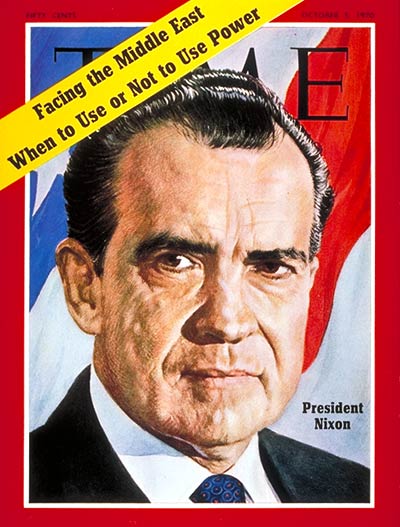 FIFTY CENTS
OCTOBER 5, 1970
TIME
Facing the Middle East
When to Use or Not to Use Power
President
Nixon